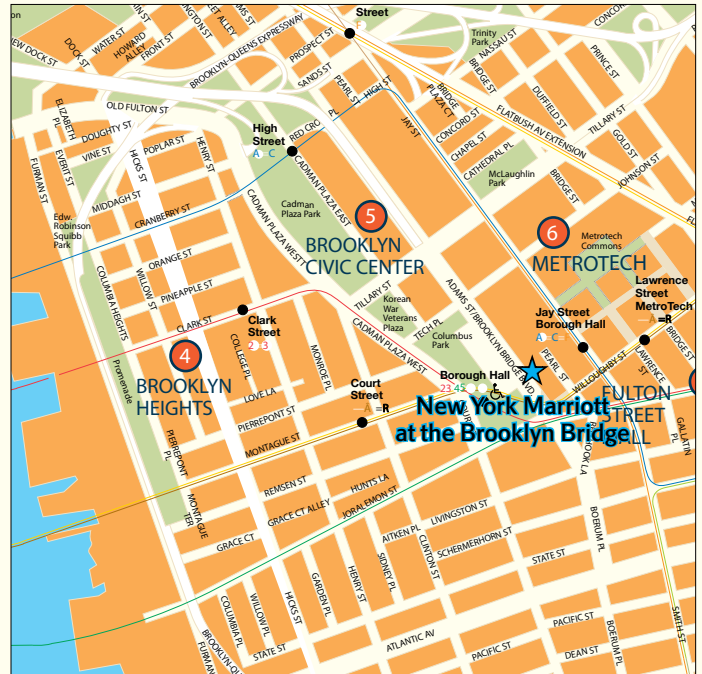 Street
WATER ST
HOWARD
ALLEY
FRONT ST
DOCK ST
EW DOCK ST
BROOKLYN-QUEENS EXPRESSWAY
PROSPECT ST
SANDS ST
PEARL ST
HIGH ST
JAY ST
Trinity
Park
NASSAU ST
BRIDGE ST
BRIDGE
PLAZA CT
CONCORD ST
CHAPEL ST
CATHEDRAL PL
McLaughlin
Park
PRINCE ST
DUFFIELD ST
FLATBUSH AV EXTENSION
TILLARY ST
GOLD ST
JOHNSON ST
BRIDGE ST
OLD FULTON ST
ELIZABETH
PL
DOUGHTY ST
VINE ST
EVERIT ST
FURMAN ST
POPLAR ST
HICKS ST
HENRY ST
MIDDAGH ST
CRANBERRY ST
High
Street
A C
RED CRO PL
CADMAN PLAZA EAST
Cadman
Plaza Park
CADMAN PLAZA WEST
5
BROOKLYN
CIVIC CENTER
6
METROTECH
Metrotech
Commons
Edw.
Robinson
Squibb
Park
ORANGE ST
PINEAPPLE ST
WILLOW ST
COLUMBIA HEIGHTS
CLARK ST
Clark
Street
2 3
TILLARY ST
Korean
War
Veterans
Plaza
TECH PL
Columbus
Park
CADMAN PLAZA WEST
ADAMS ST/BROOKLYN BRIDGE BLVD
Jay Street
Borough Hall
A C
Lawrence
Street
MetroTech
A R
PEARL ST
WILLOUGHBY ST
LAWRENCE
ST
BRIDGE ST
Promenade
4
BROOKLYN
HEIGHTS
COLLEGE PL
MONROE PL
LOVE LA
PIERREPONT ST
MONTAGUE ST
Court
Street
A R
Borough Hall
23 45
New York Marriott
at the Brooklyn Bridge
FULTON
STREET
GALLATIN
PL
PIERREPONT
PL
MONTAGUE
TER
REMSEN ST
HUNTS LA
GRACE CT ALLEY
JORALEMON ST
GRACE CT
AITKEN PL
LIVINGSTON ST
SCHERMERHORN ST
CLINTON ST
SIDNEY PL
HENRY ST
GARDEN PL
HICKS ST
WILLOW PL
COLUMBIA PL
STATE ST
STATE ST
BOERUM PL
ATLANTIC AV
PACIFIC ST
PACIFIC ST
DEAN ST
BOERUM PL
SMITH ST